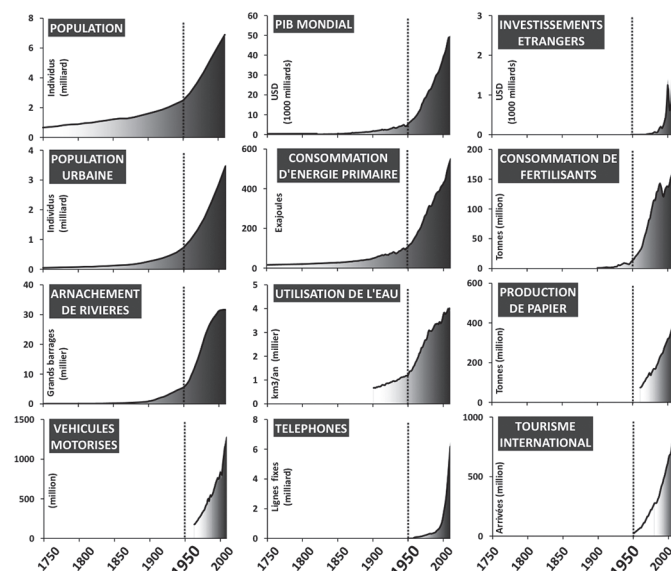 POPULATION
Individus
(milliard)
8
6
4
2
0
PIB MONDIAL
USD
(1000 milliards)
60
50
40
30
20
10
0
INVESTISSEMENTS
ETRANGERS
USD
(1000 milliards)
3
2
1
0
POPULATION
URBAINE
Individus
(milliard)
4
3
2
1
0
CONSOMMATION
D'ENERGIE PRIMAIRE
Exajoules
600
400
200
0
CONSOMMATION DE
FERTILISANTS
Tonnes (million)
200
150
100
50
0
ARNACHEMENT
DE RIVIERES
Grands barrages
(millier)
40
30
20
10
0
UTILISATION DE L'EAU
km3/an (millier)
5
4
3
2
1
0
PRODUCTION
DE PAPIER
Tonnes (million)
600
400
200
0
VEHICULES
MOTORISES
(million)
1500
1000
500
0
1750
1800
1850
1900
1950
2000
TELEPHONES
Lignes fixes
(milliard)
8
6
4
2
0
1750
1800
1850
1900
1950
2000
TOURISME
INTERNATIONAL
Arrivées (million)
1000
500
0
1750
1800
1850
1900
1950
2000